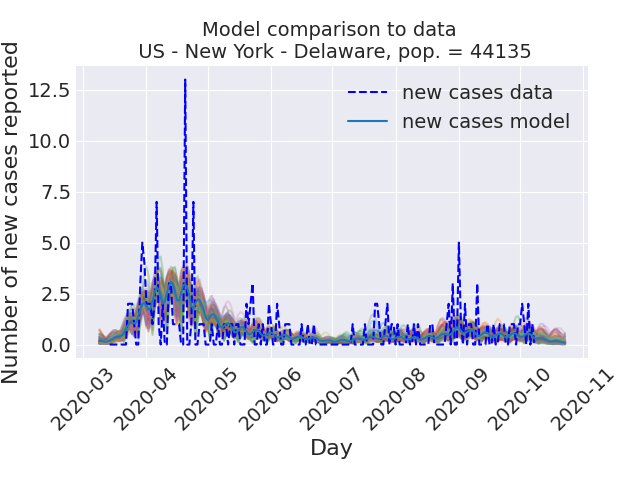 Model comparison to data
US - New York - Delaware, pop. = 44135
Number of new cases reported
12.5
10.0
7.5
5.0
2.5
0.0
new cases data
new cases model
2020-03
2020-04
2020-05
2020-06
2020-07
2020-08
2020-09
2020-10
2020-11
Day